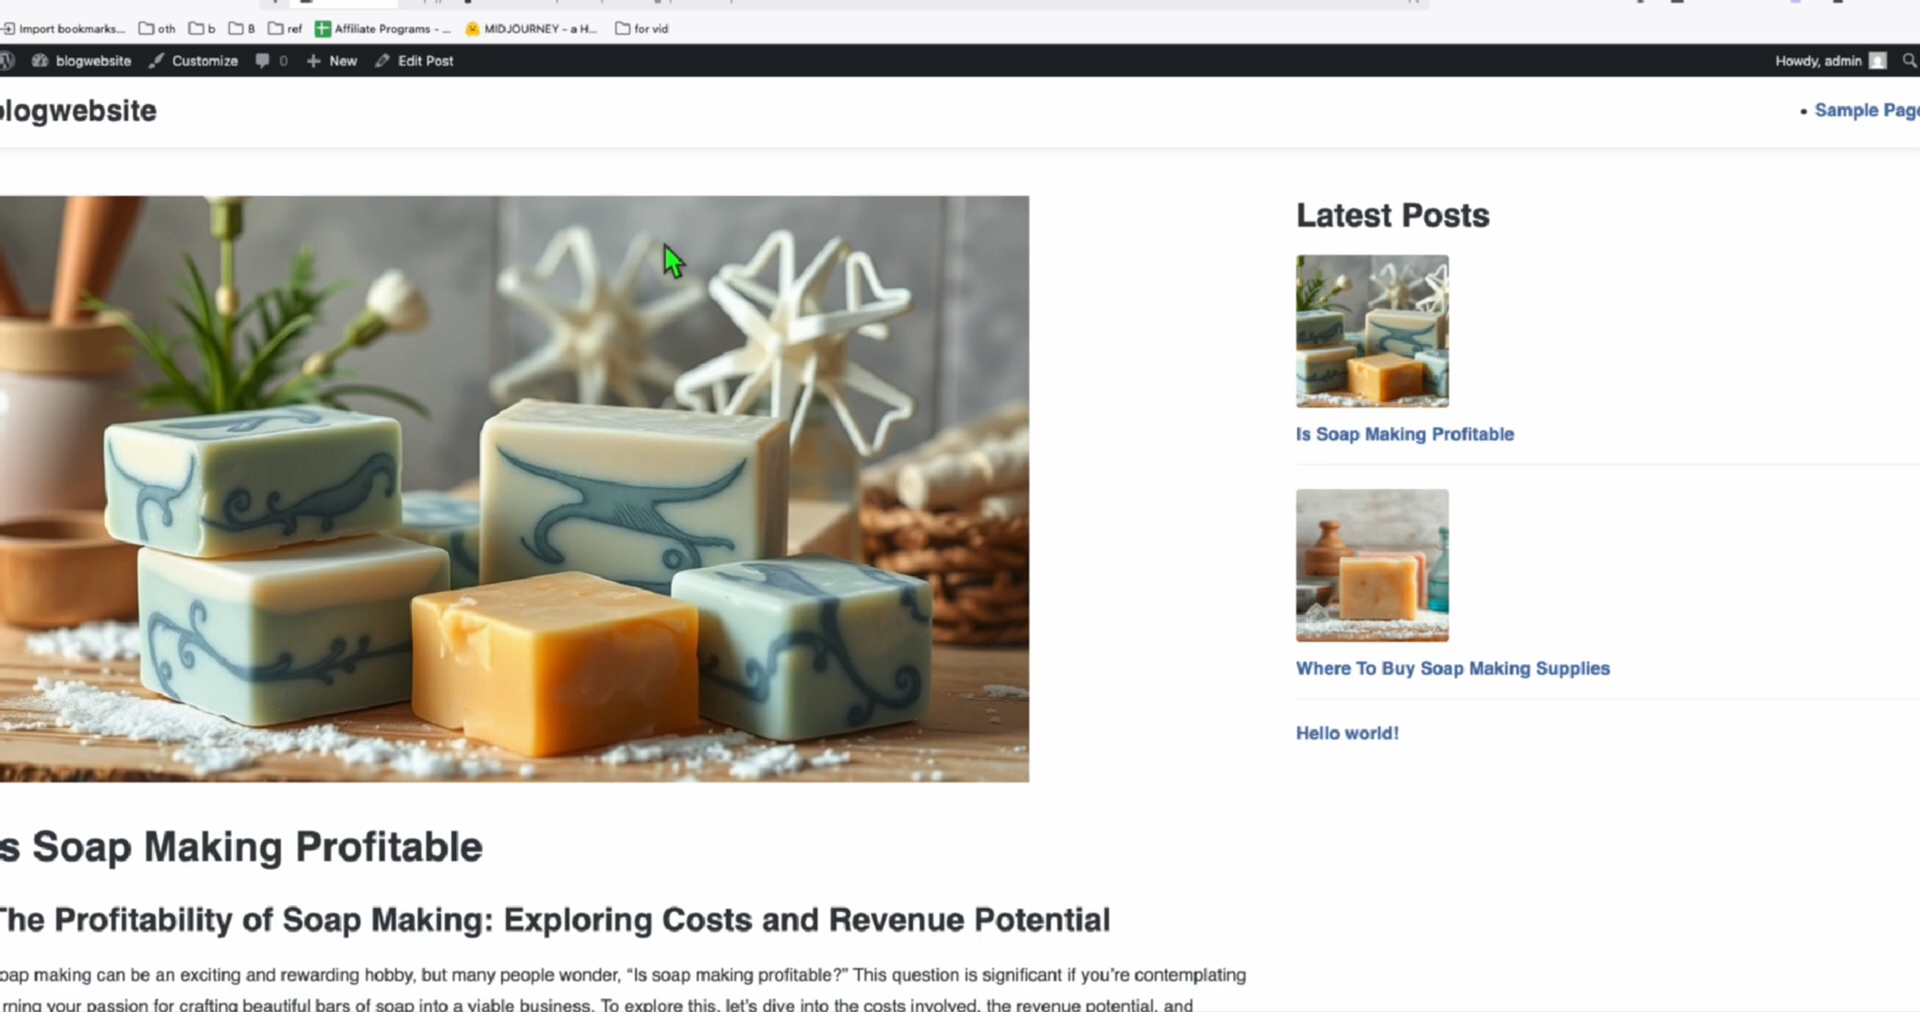 Import bookmarks... oth b B ref Affiliate Programs - ... MIDJOURNEY - a H... for vid
blogwebsite Customize 0 New Edit Post Howdy, admin
logwebsite
• Sample Page
Latest Posts
Is Soap Making Profitable
Where To Buy Soap Making Supplies
Hello world!
s Soap Making Profitable
The Profitability of Soap Making: Exploring Costs and Revenue Potential
oap making can be an exciting and rewarding hobby, but many people wonder, “Is soap making profitable?” This question is significant if you’re contemplating
rning your passion for crafting beautiful bars of soap into a viable business. To explore this, let’s dive into the costs involved, the revenue potential, and